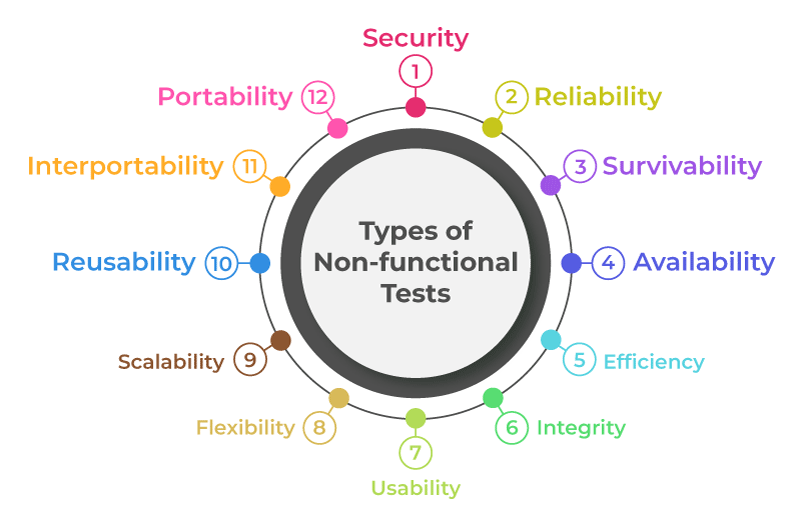 Security
1
2 Reliability
3 Survivability
4 Availability
5 Efficiency
6 Integrity
7
Usability
Flexibility 8
Scalability 9
Reusability 10
Interportability 11
Portability 12
Types of
Non-functional
Tests